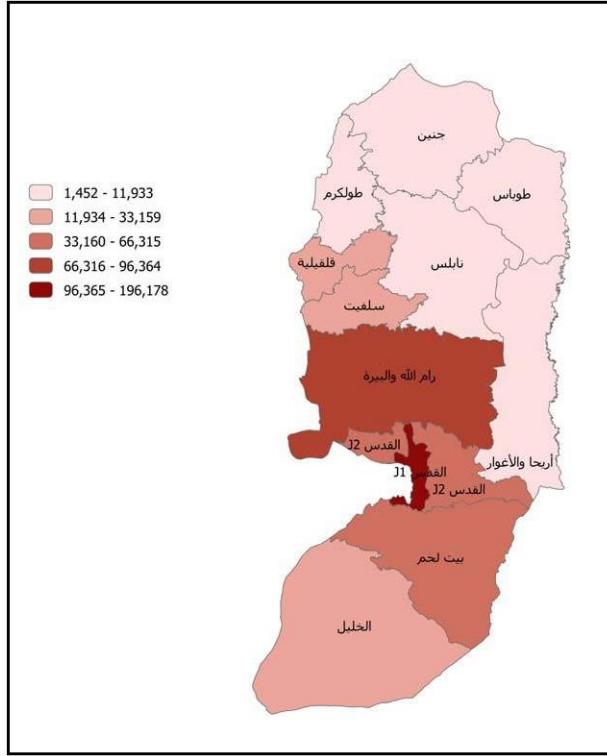 جنين
طوباس
طولكرم
1,452 - 11,933
11,934 - 33,159
33,160 - 66,315
66,316 - 96,364
96,365 - 196,178
قلقيلية
نابلس
سلفيت
رام الله والبيرة
القدس J2
أريحا والأغوار
القدس J1
القدس J2
بيت لحم
الخليل